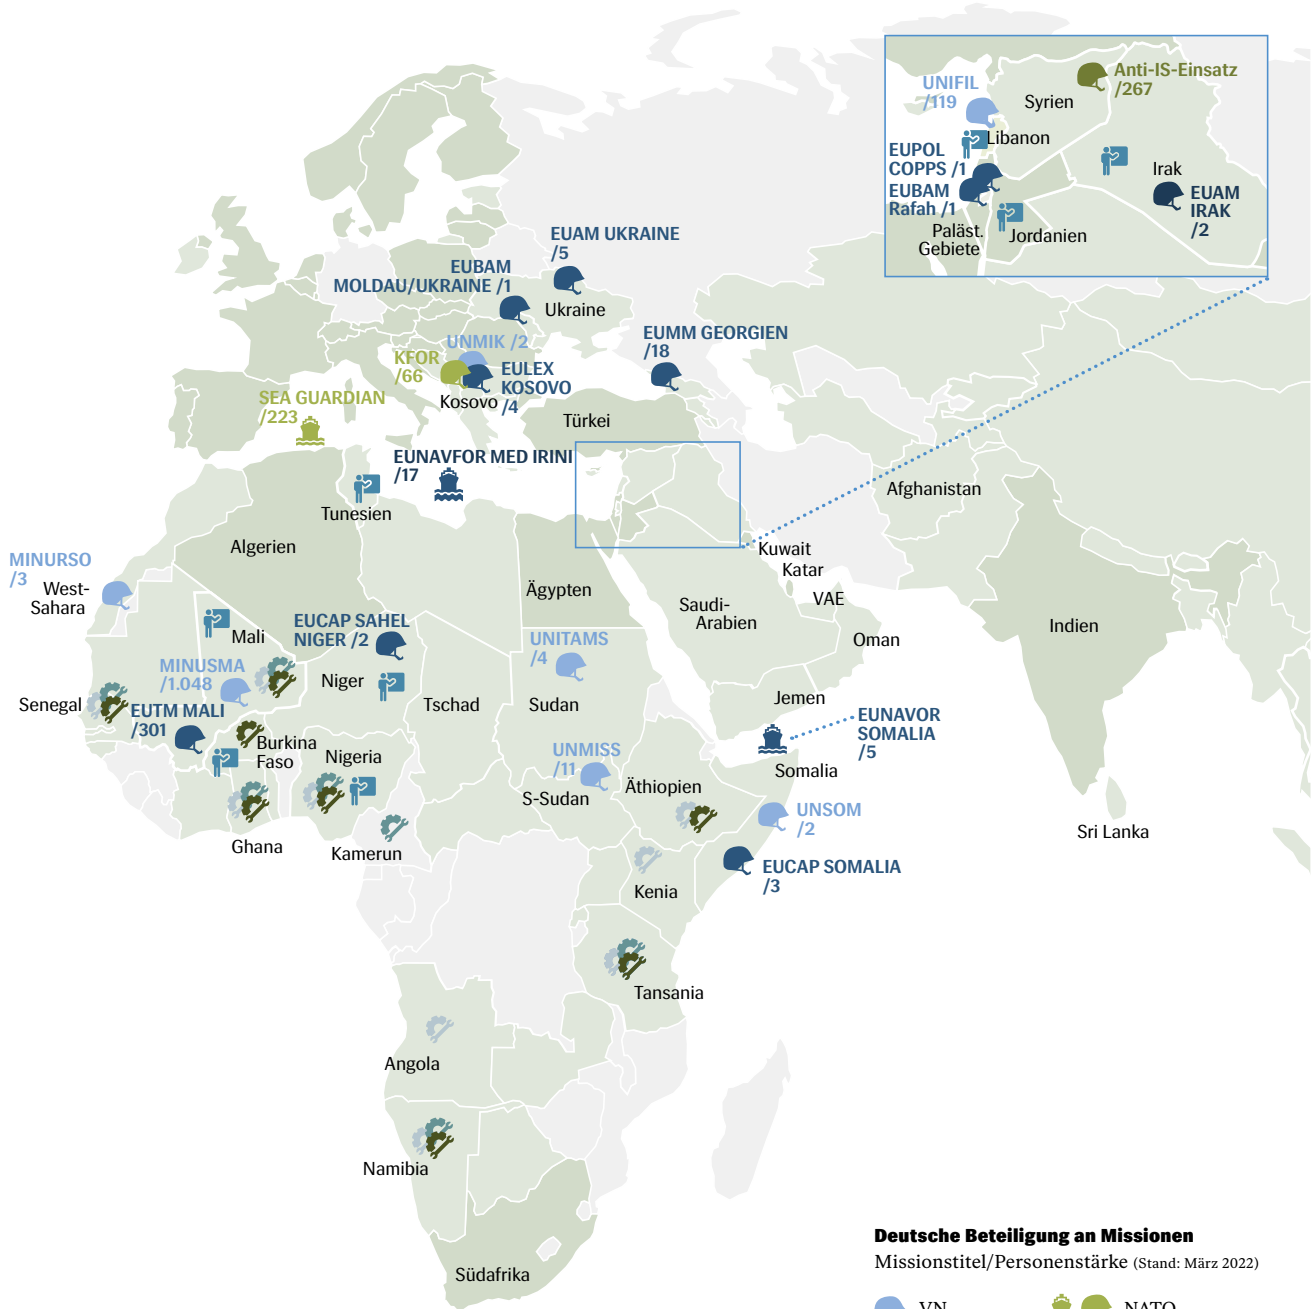 Anti-IS-Einsatz
/267
UNIFIL
/119
Syrien
Libanon
EUPOL
COPPS /1
EUBAM
Rafah /1
Irak
EUAM
IRAK
/2
Paläst.
Gebiete
Jordanien
EUAM UKRAINE
/5
EUBAM
MOLDAU/UKRAINE /1
Ukraine
EUMM GEORGIEN
/18
UNMIK /2
KFOR
/66
EULEX
KOSOVO
/4
Kosovo
SEA GUARDIAN
/223
Türkei
EUNAVFOR MED IRINI
/17
Tunesien
Afghanistan
Algerien
Kuwait
Katar
MINURSO
/3
West-
Sahara
Ägypten
VAE
Saudi-
Arabien
Oman
Indien
Mali
EUCAP SAHEL
NIGER /2
UNITAMS
/4
MINUSMA
/1.048
Niger
Senegal
EUTM MALI
/301
Tschad
Sudan
Jemen
EUNAVOR
SOMALIA
/5
Burkina
Faso
Nigeria
UNMISS
/11
Somalia
S-Sudan
Äthiopien
UNSOM
/2
Sri Lanka
Ghana
Kamerun
EUCAP SOMALIA
/3
Kenia
Tansania
Angola
Namibia
Südafrika
Deutsche Beteiligung an Missionen
Missionstitel/Personenstärke (Stand: März 2022)
VN
NATO